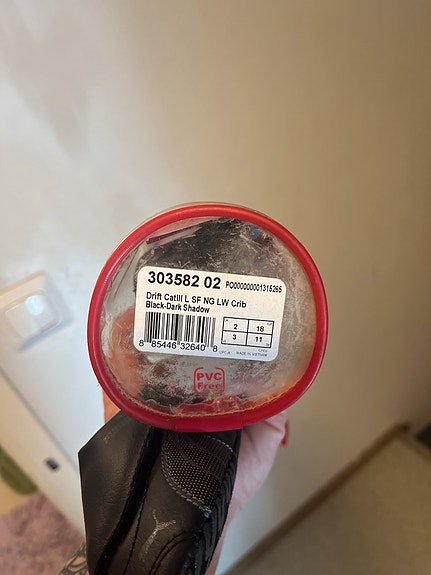 303582 02 PO000000001315265
Drift CatIII L SF NG LW Crib
Black-Dark Shadow
2 18
3 11
8 85446 32640 8
MADE IN VIETNAM
PVC
Free